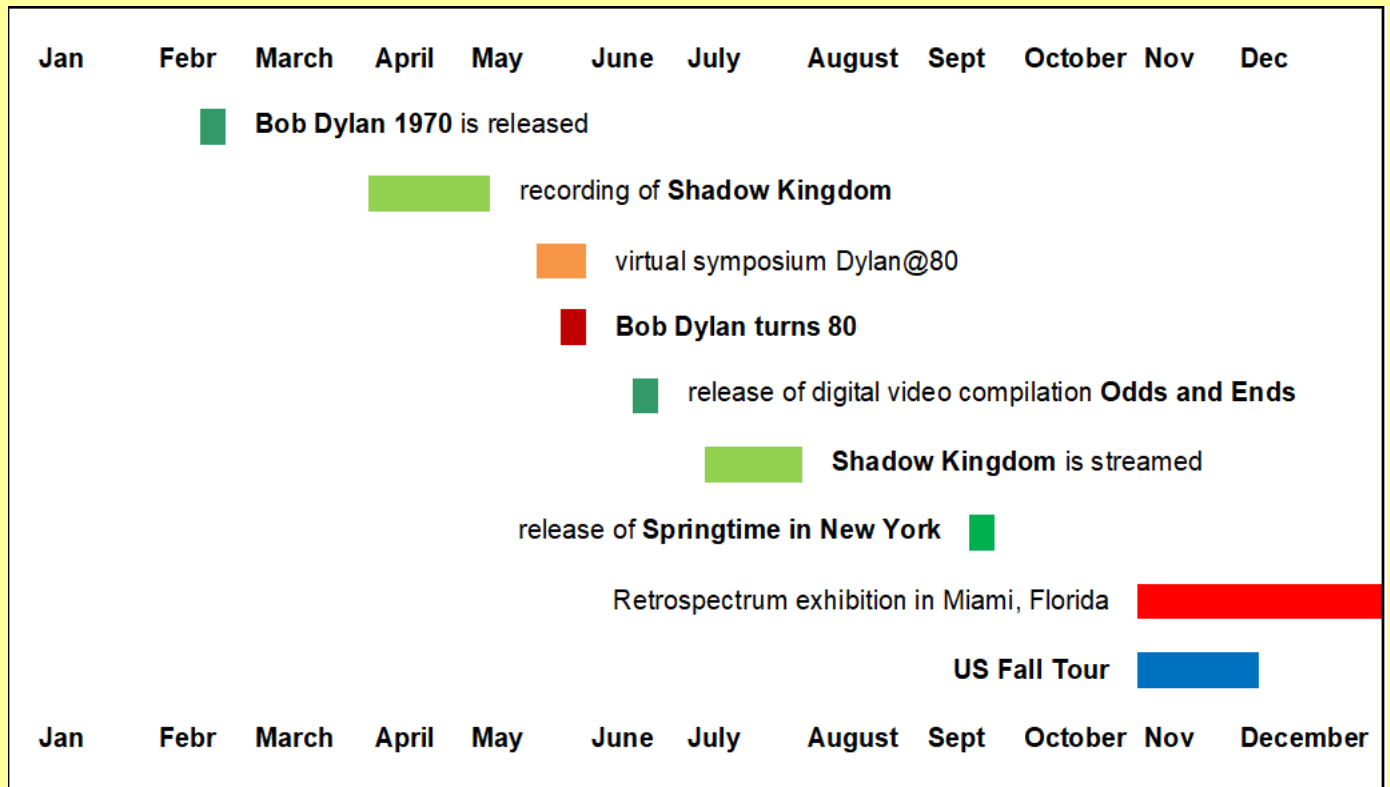 Jan Febr March April May June July August Sept October Nov Dec
Bob Dylan 1970 is released
recording of Shadow Kingdom
virtual symposium Dylan@80
Bob Dylan turns 80
release of digital video compilation Odds and Ends
Shadow Kingdom is streamed
release of Springtime in New York
Retrospectrum exhibition in Miami, Florida
US Fall Tour
Jan Febr March April May June July August Sept October Nov December